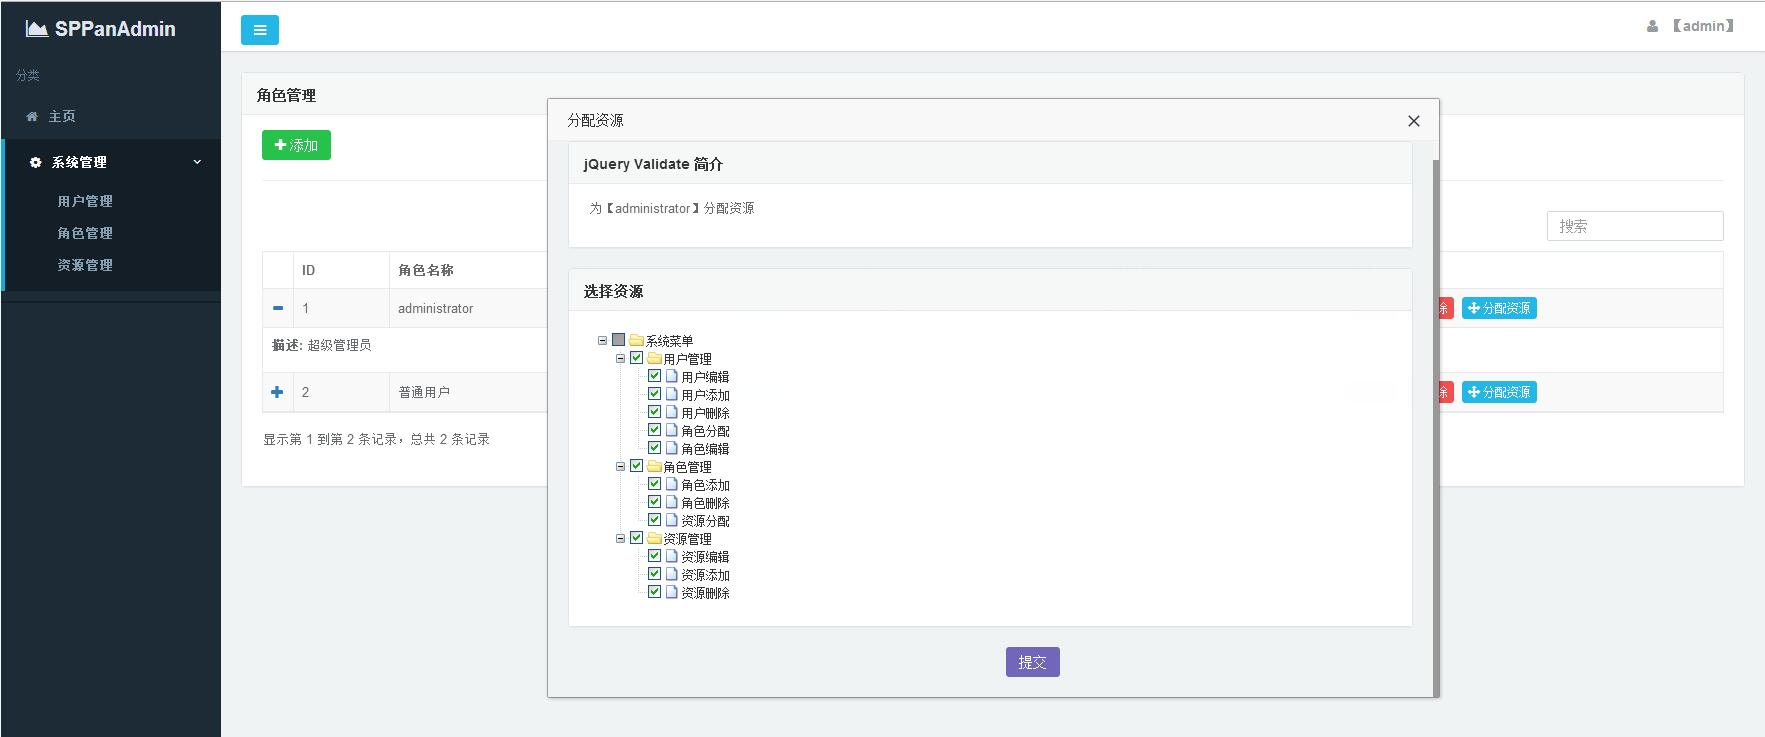 SPPanAdmin
【admin】
分类
主页
系统管理
用户管理
角色管理
资源管理
角色管理
添加
搜索
ID 角色名称
1 administrator 除 分配资源
描述: 超级管理员
2 普通用户 除 分配资源
显示第 1 到第 2 条记录，总共 2 条记录
分配资源
jQuery Validate 简介
为【administrator】分配资源
选择资源
系统菜单
用户管理
用户编辑
用户添加
用户删除
角色分配
角色编辑
角色管理
角色添加
角色删除
资源分配
资源管理
资源编辑
资源添加
资源删除
提交